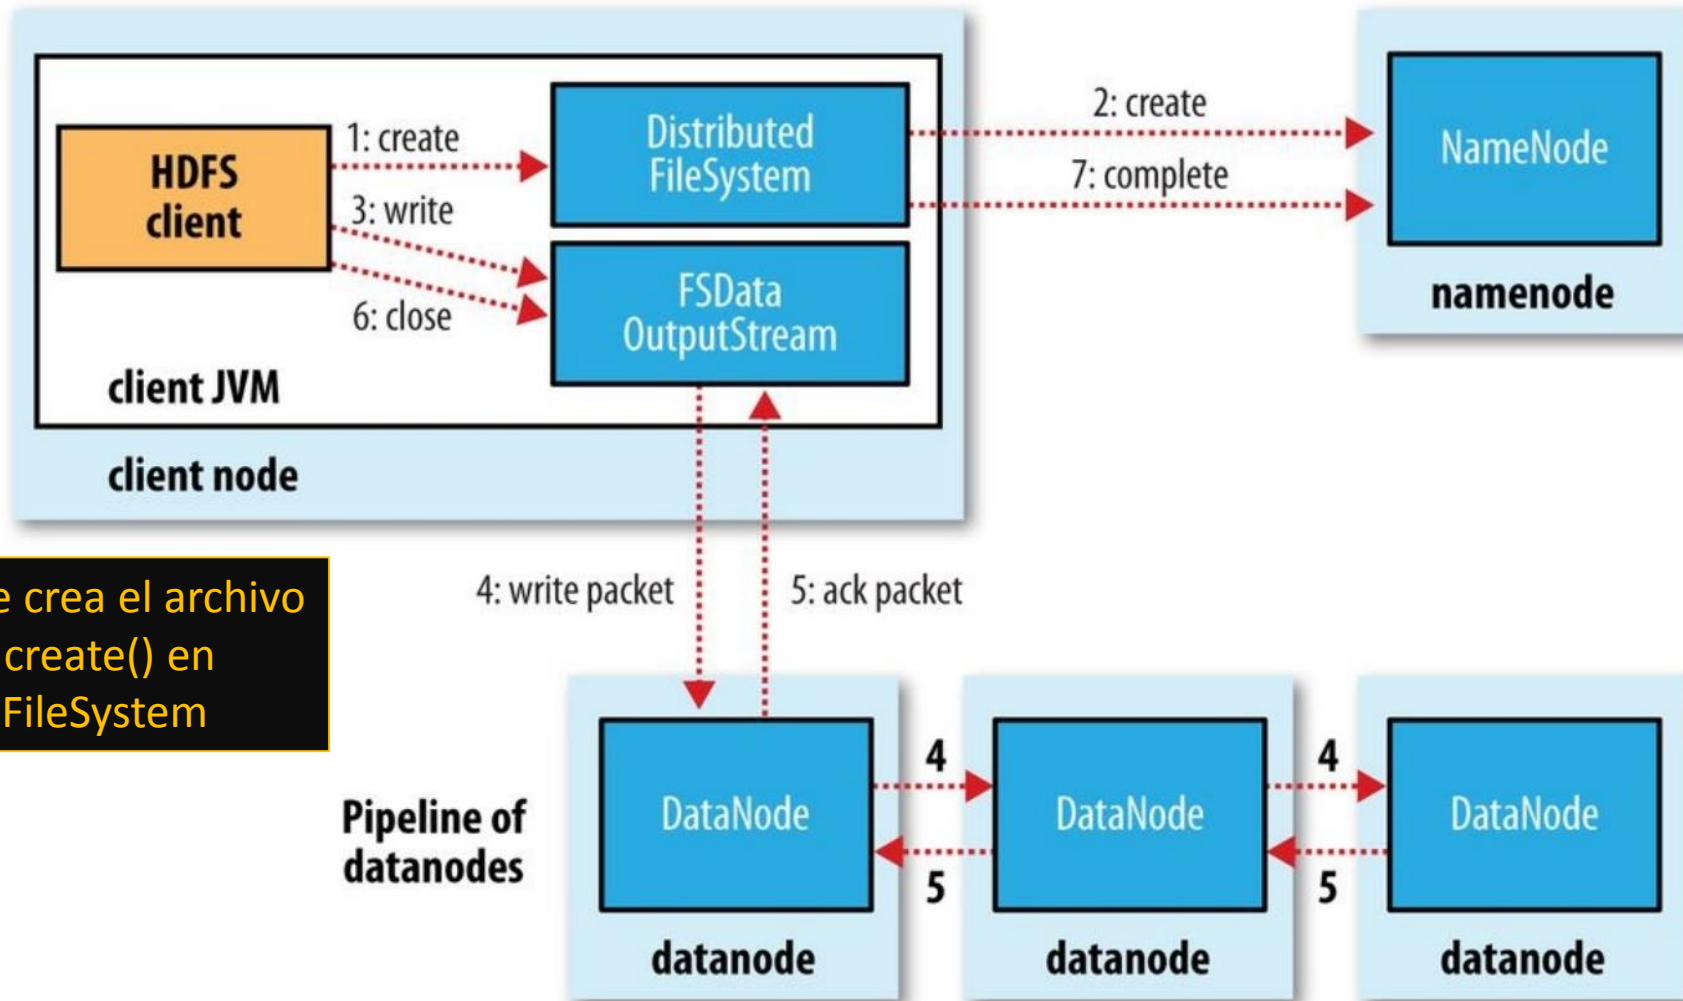 1: create
Distributed
FileSystem
2: create
NameNode
HDFS
client
3: write
7: complete
FSData
OutputStream
namenode
6: close
client JVM
client node
e crea el archivo
create() en
FileSystem
4: write packet
5: ack packet
4
4
Pipeline of
datanodes
DataNode
DataNode
DataNode
5
5
datanode
datanode
datanode